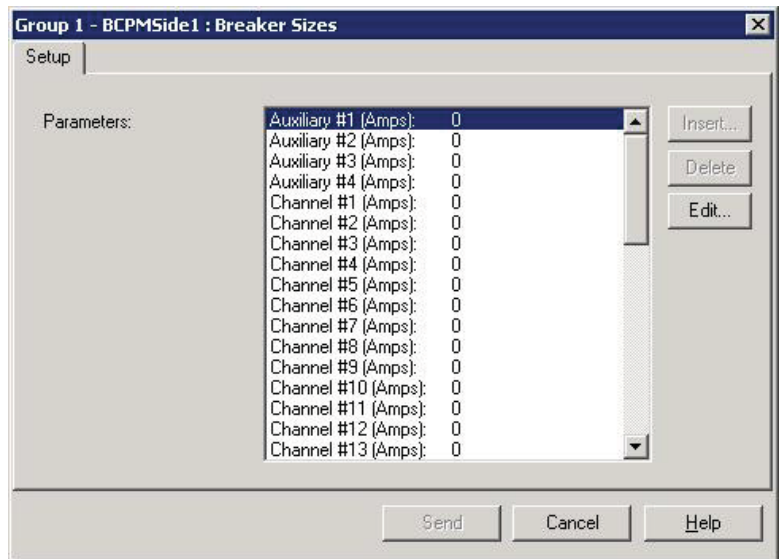 Group 1 - BCPMSide1 : Breaker Sizes
Setup
Parameters:
Auxiliary #1 (Amps): 0
Auxiliary #2 (Amps): 0
Auxiliary #3 (Amps): 0
Auxiliary #4 (Amps): 0
Channel #1 (Amps): 0
Channel #2 (Amps): 0
Channel #3 (Amps): 0
Channel #4 (Amps): 0
Channel #5 (Amps): 0
Channel #6 (Amps): 0
Channel #7 (Amps): 0
Channel #8 (Amps): 0
Channel #9 (Amps): 0
Channel #10 (Amps): 0
Channel #11 (Amps): 0
Channel #12 (Amps): 0
Channel #13 (Amps): 0
Insert...
Delete
Edit...
Send Cancel Help